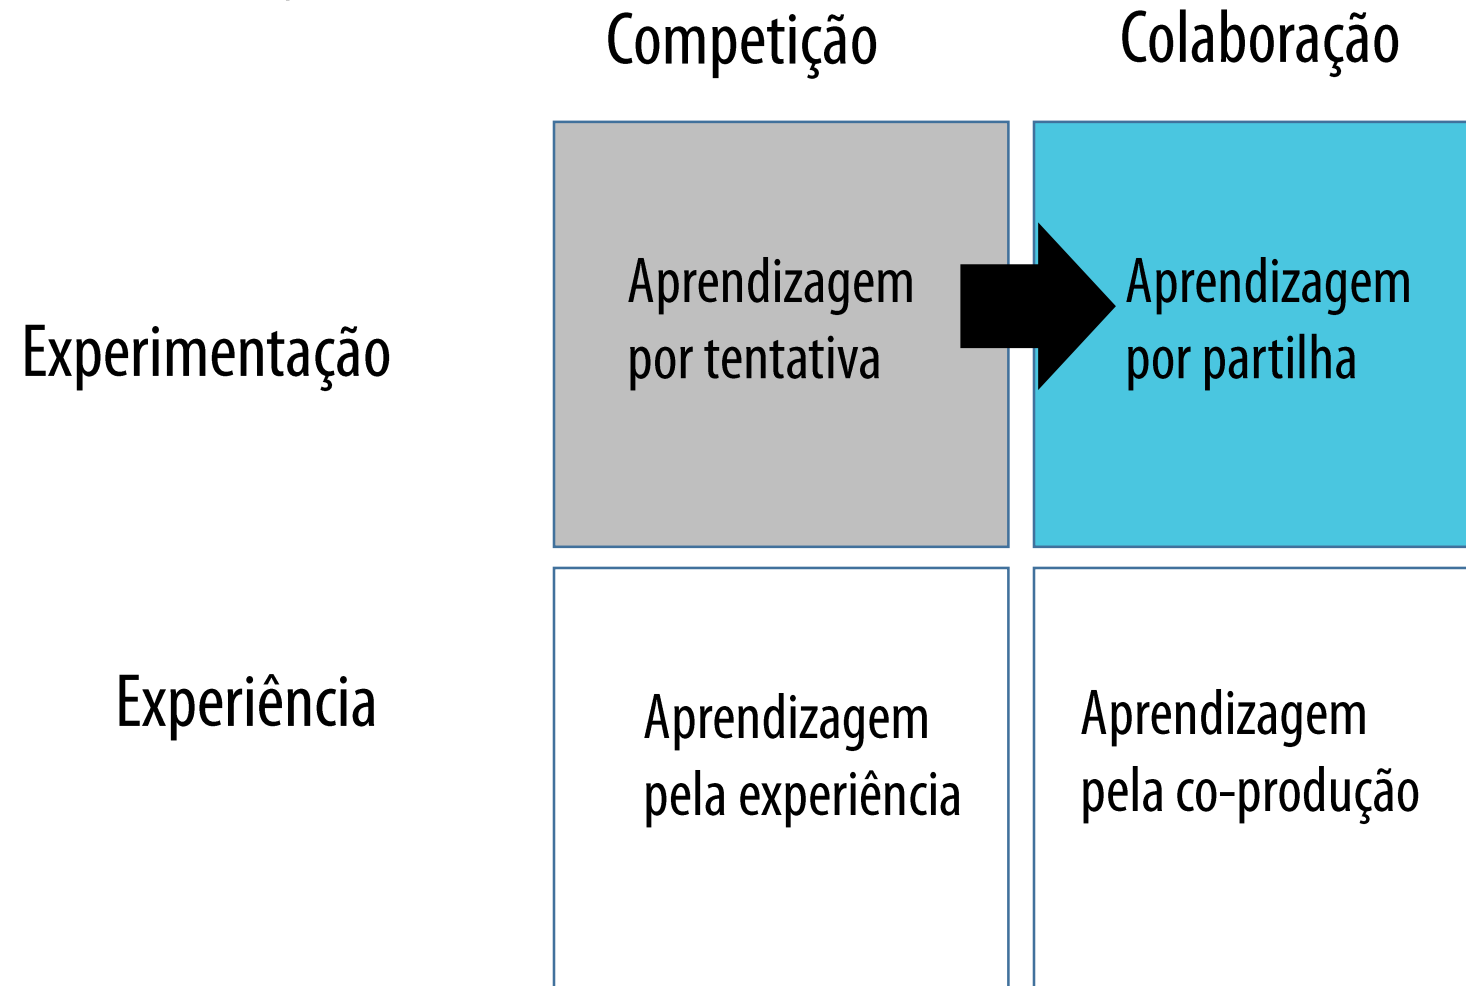 Competição
Colaboração
Aprendizagem
por tentativa
Aprendizagem
por partilha
Experimentação
Experiência
Aprendizagem
pela experiência
Aprendizagem
pela co-produção